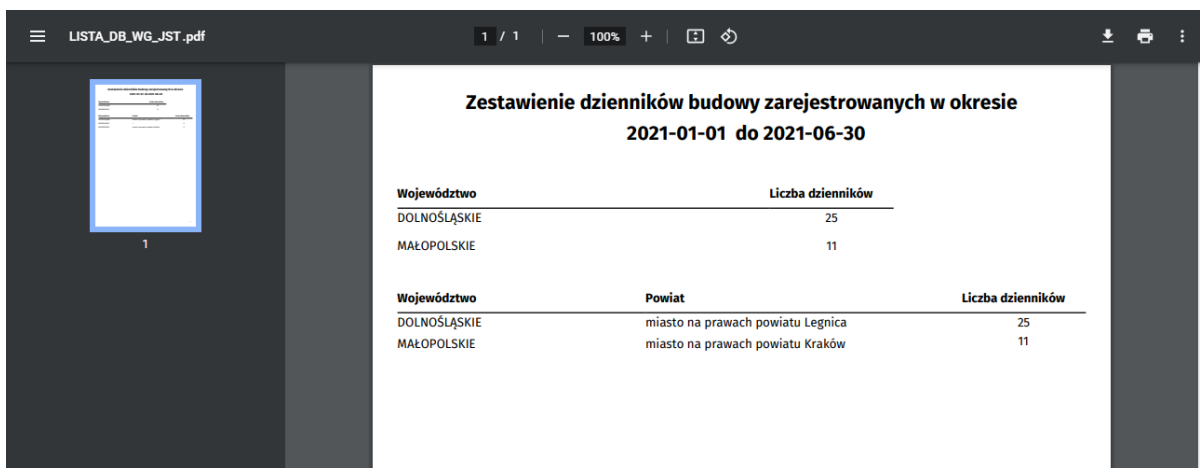 LISTA_DB_WG_JST.pdf
1 / 1
100%
1
Zestawienie dzienników budowy zarejestrowanych w okresie
2021-01-01 do 2021-06-30
Województwo Liczba dzienników
DOLNOŚLĄSKIE 25
MAŁOPOLSKIE 11
Województwo Powiat Liczba dzienników
DOLNOŚLĄSKIE miasto na prawach powiatu Legnica 25
MAŁOPOLSKIE miasto na prawach powiatu Kraków 11